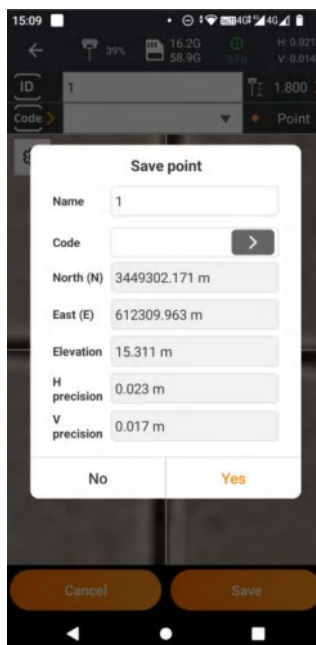 15:09
4G 4G
39% 16.2G 58.9G H: 0.021 V: 0.014
ID 1 1.800
Code Point
Save point
Name 1
Code
North (N) 3449302.171 m
East (E) 612309.963 m
Elevation 15.311 m
H precision 0.023 m
V precision 0.017 m
No Yes
Cancel Save